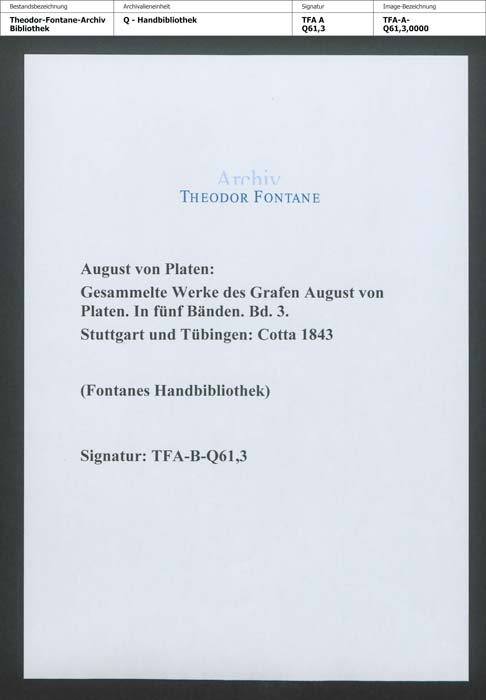 Bestandsbezeichnung Archivalieneinheit Signatur Image-Bezeichnung
Theodor-Fontane-Archiv Q - Handbibliothek TFA A TFA-A-
Bibliothek Q61,3 Q61,3,0000
Archiv
THEODOR FONTANE
August von Platen:
Gesammelte Werke des Grafen August von
Platen. In fünf Bänden. Bd. 3.
Stuttgart und Tübingen: Cotta 1843
(Fontanes Handbibliothek)
Signatur: TFA-B-Q61,3